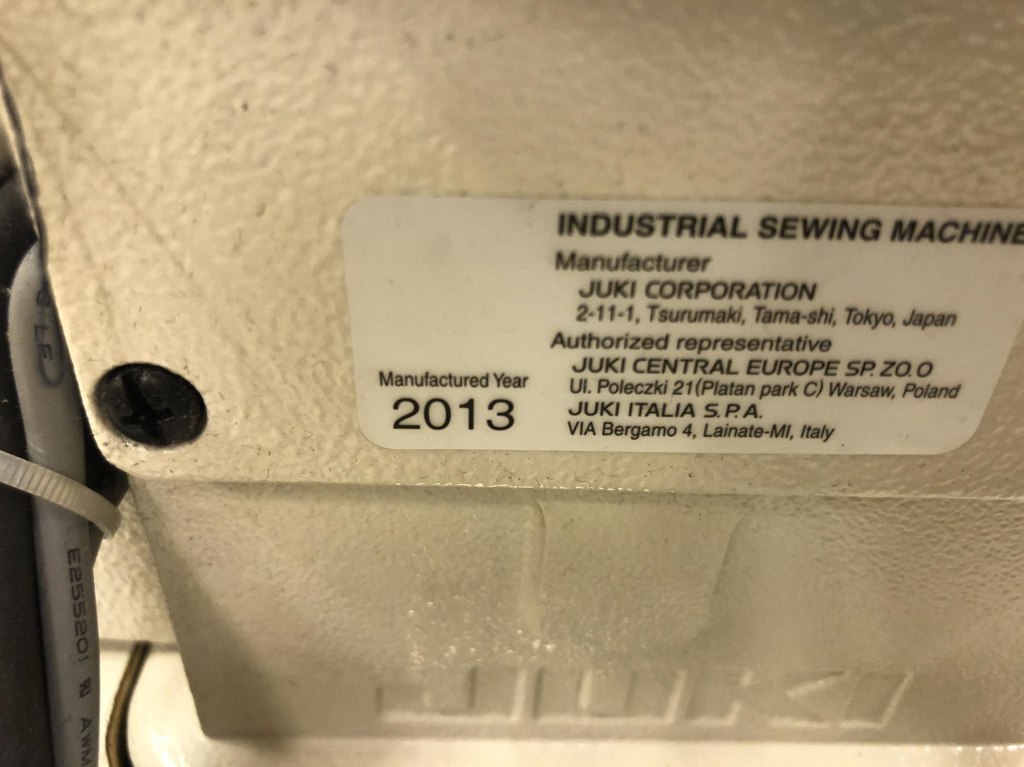 INDUSTRIAL SEWING MACHINE
Manufacturer
JUKI CORPORATION
2-11-1, Tsurumaki, Tama-shi, Tokyo, Japan
Authorized representative
JUKI CENTRAL EUROPE SP. ZO.O
Ul. Poleczki 21(Platan park C) Warsaw, Poland
JUKI ITALIA S.P.A.
VIA Bergamo 4, Lainate-MI, Italy
Manufactured Year
2013
E255201 AWM
JUKI